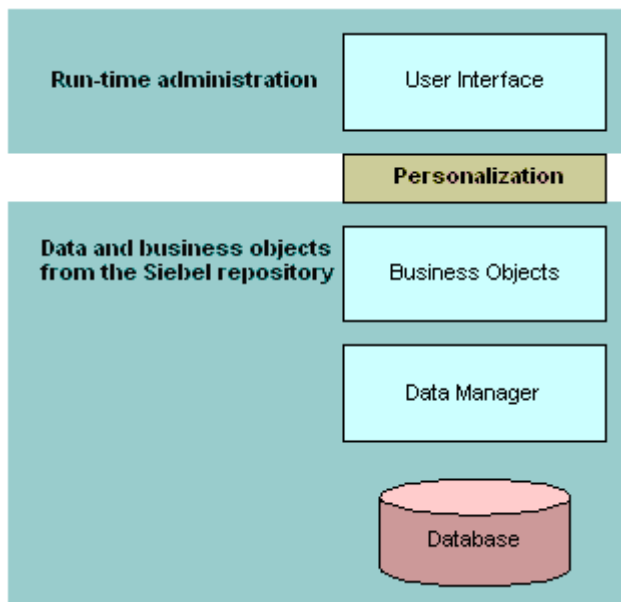 Run-time administration
User Interface
Personalization
Data and business objects
from the Siebel repository
Business Objects
Data Manager
Database